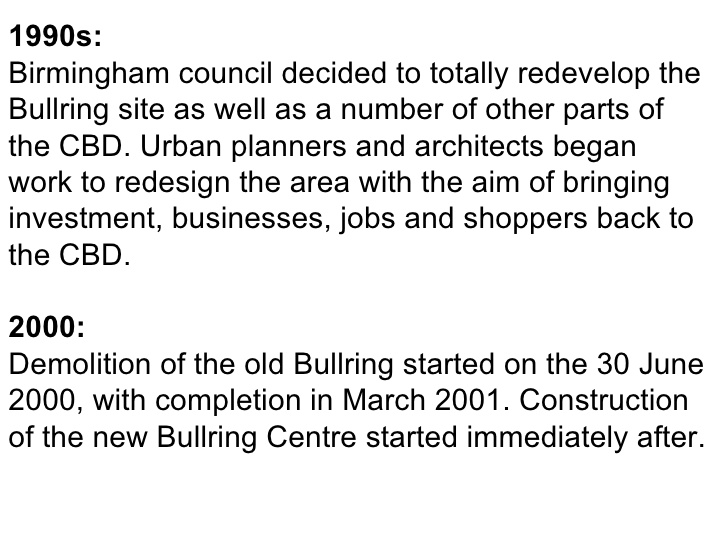 1990s:
Birmingham council decided to totally redevelop the
Bullring site as well as a number of other parts of
the CBD. Urban planners and architects began
work to redesign the area with the aim of bringing
investment, businesses, jobs and shoppers back to
the CBD.
2000:
Demolition of the old Bullring started on the 30 June
2000, with completion in March 2001. Construction
of the new Bullring Centre started immediately after.